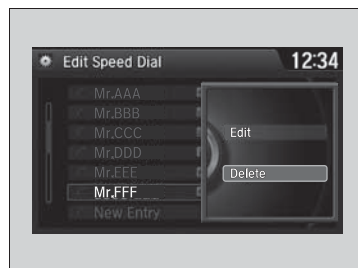 Edit Speed Dial
12:34
Mr.AAA
Mr.BBB
Mr.CCC
Mr.DDD
Mr.EEE
Mr.FFF
New Entry
Edit
Delete